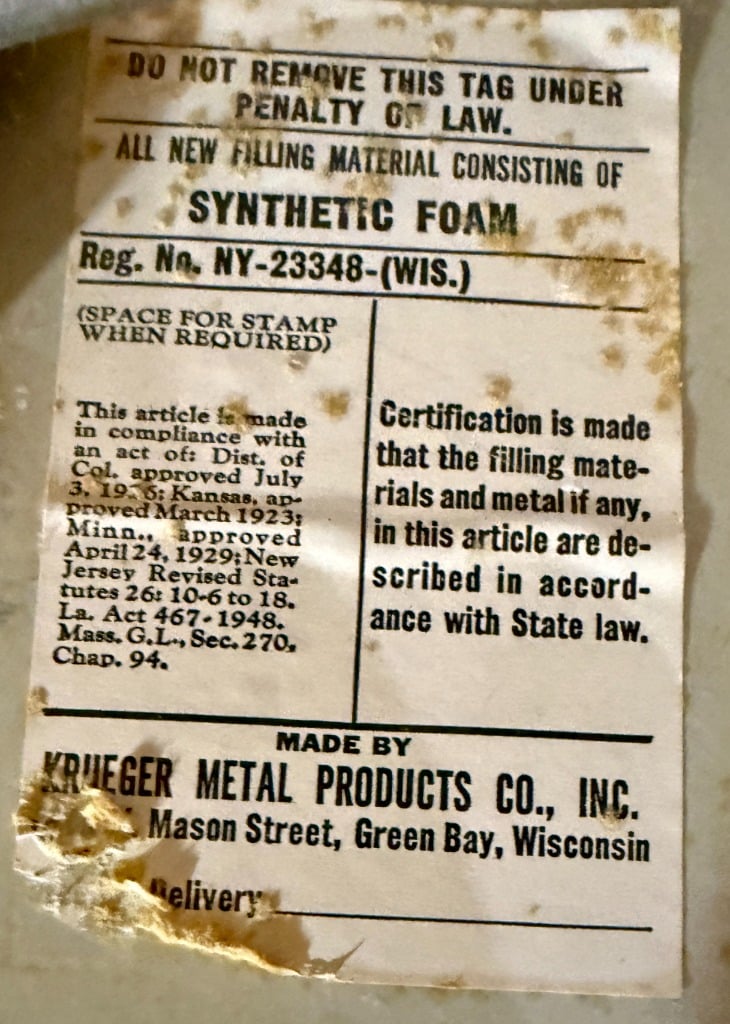 DO NOT REMOVE THIS TAG UNDER
PENALTY OF LAW.
ALL NEW FILLING MATERIAL CONSISTING OF
SYNTHETIC FOAM
Reg. No. NY-23348-(WIS.)
(SPACE FOR STAMP
WHEN REQUIRED)
This article is made
in compliance with
an act of: Dist. of
Col. approved July
3, Kansas, ap-
proved March 1923;
Minn., approved
April 24, 1929; New
Jersey Revised Sta-
tutes 26: 10-6 to 18.
La. Act 467-1948.
Mass. G.L., Sec. 270,
Chap. 94.
Certification is made
that the filling mate-
rials and metal if any,
in this article are de-
scribed in accord-
ance with State law.
MADE BY
KRUEGER METAL PRODUCTS CO., INC.
Mason Street, Green Bay, Wisconsin
Delivery